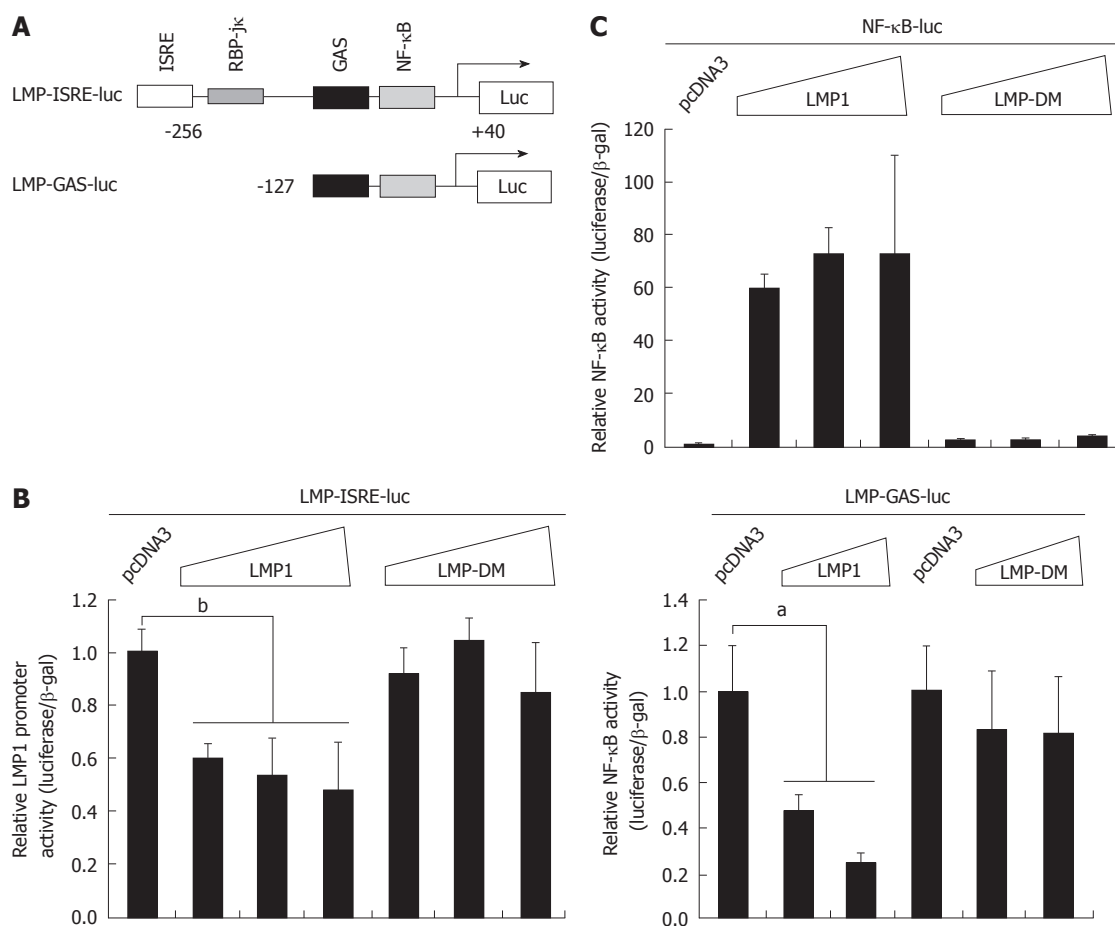 A
ISRE
RBP-jκ
GAS
NF-κB
LMP-ISRE-luc
Luc
-256
+40
LMP-GAS-luc
-127
Luc
C
NF-κB-luc
pcDNA3
LMP1
LMP-DM
Relative NF-κB activity (luciferase/β-gal)
120
100
80
60
40
20
0
B
LMP-ISRE-luc
pcDNA3
LMP1
LMP-DM
b
Relative LMP1 promoter
activity (luciferase/β-gal)
1.2
1.0
0.8
0.6
0.4
0.2
0.0
LMP-GAS-luc
pcDNA3
LMP1
pcDNA3
LMP-DM
a
Relative NF-κB activity
(luciferase/β-gal)
1.4
1.2
1.0
0.8
0.6
0.4
0.2
0.0